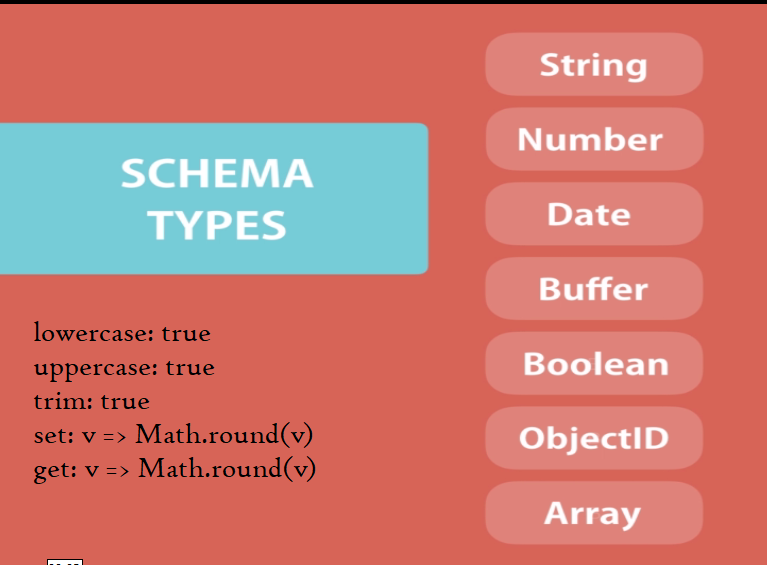 SCHEMA
TYPES
lowercase: true
uppercase: true
trim: true
set: v => Math.round(v)
get: v => Math.round(v)
String
Number
Date
Buffer
Boolean
ObjectID
Array